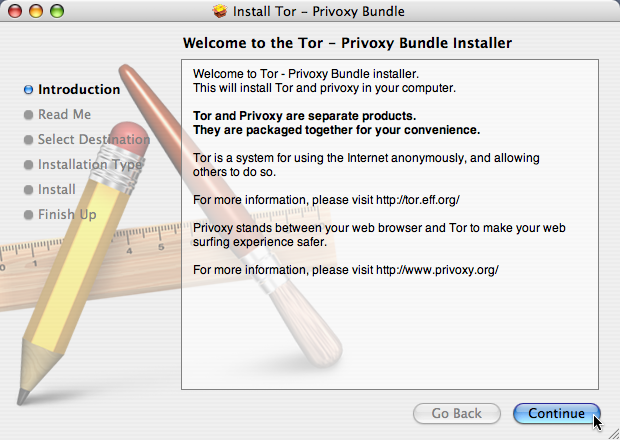 Install Tor - Privoxy Bundle
Welcome to the Tor - Privoxy Bundle Installer
Introduction
Read Me
Select Destination
Installation Type
Install
Finish Up
Welcome to Tor - Privoxy Bundle installer.
This will install Tor and privoxy in your computer.
Tor and Privoxy are separate products.
They are packaged together for your convenience.
Tor is a system for using the Internet anonymously, and allowing
others to do so.
For more information, please visit http://tor.eff.org/
Privoxy stands between your web browser and Tor to make your web
surfing experience safer.
For more information, please visit http://www.privoxy.org/
Go Back
Continue
0 1 4 5